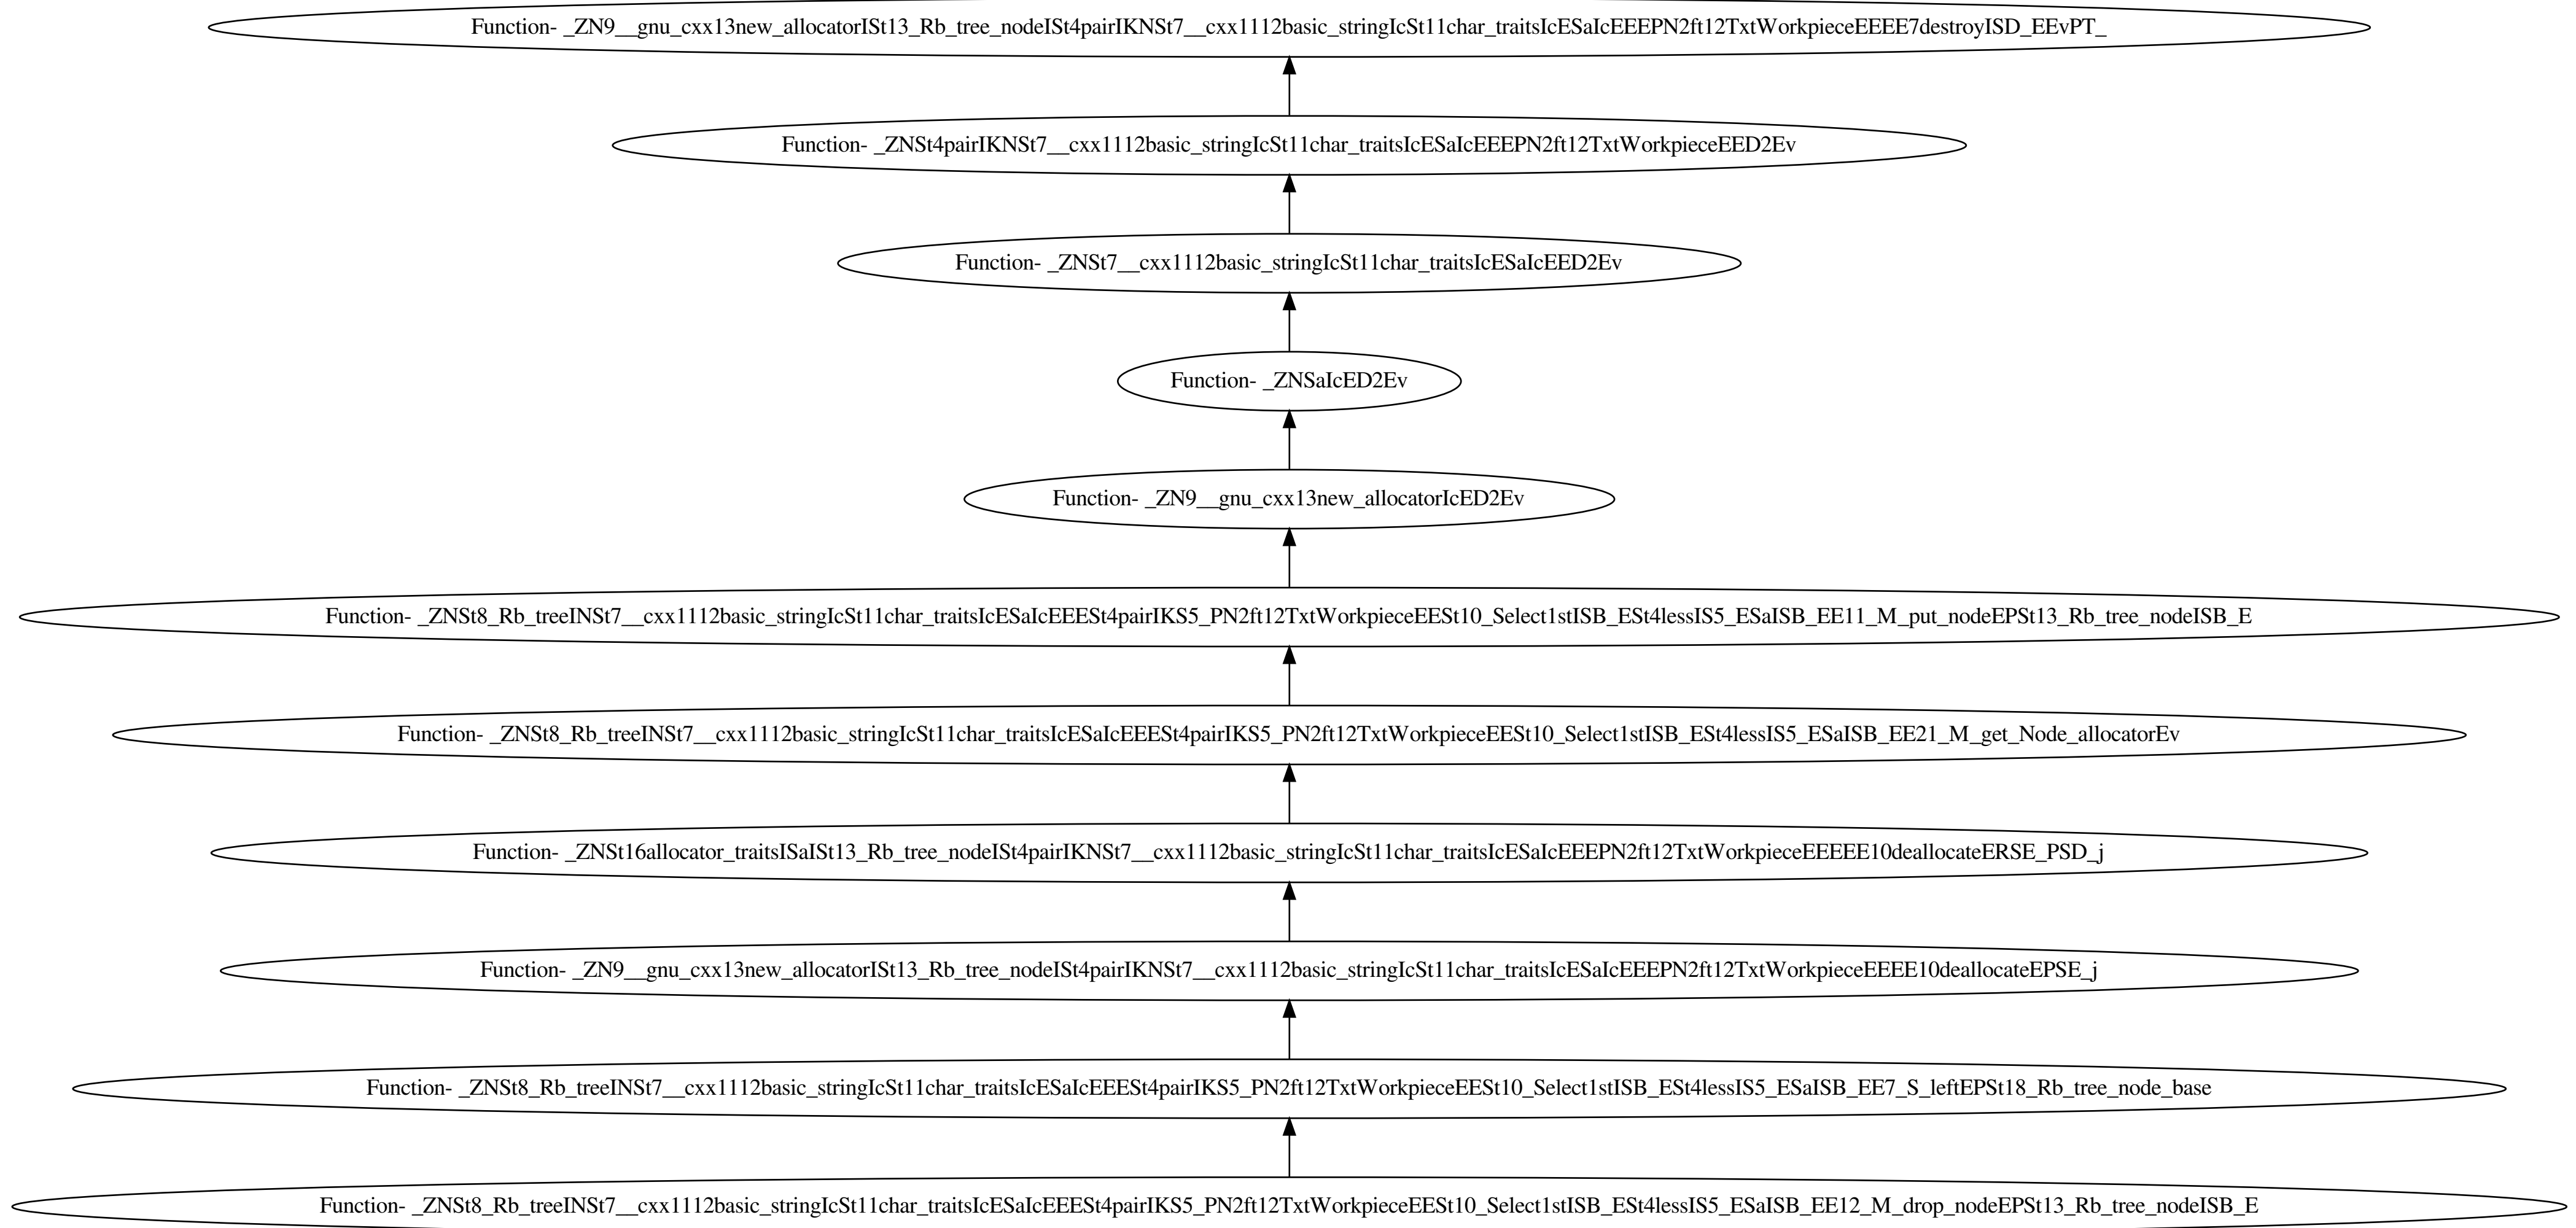 Function- _ZN9__gnu_cxx13new_allocatorISt13_Rb_tree_nodeISt4pairIKNSt7__cxx1112basic_stringIcSt11char_traitsIcESaIcEEEPN2ft12TxtWorkpieceEEEE7destroyISD_EEvPT_
Function- _ZNSt4pairIKNSt7__cxx1112basic_stringIcSt11char_traitsIcESaIcEEEPN2ft12TxtWorkpieceEED2Ev
Function- _ZNSt7__cxx1112basic_stringIcSt11char_traitsIcESaIcEED2Ev
Function- _ZNSaIcED2Ev
Function- _ZN9__gnu_cxx13new_allocatorIcED2Ev
Function- _ZNSt8_Rb_treeINSt7__cxx1112basic_stringIcSt11char_traitsIcESaIcEEESt4pairIKS5_PN2ft12TxtWorkpieceEESt10_Select1stISB_ESt4lessIS5_ESaISB_EE11_M_put_nodeEPSt13_Rb_tree_nodeISB_E
Function- _ZNSt8_Rb_treeINSt7__cxx1112basic_stringIcSt11char_traitsIcESaIcEEESt4pairIKS5_PN2ft12TxtWorkpieceEESt10_Select1stISB_ESt4lessIS5_ESaISB_EE21_M_get_Node_allocatorEv
Function- _ZNSt16allocator_traitsISaISt13_Rb_tree_nodeISt4pairIKNSt7__cxx1112basic_stringIcSt11char_traitsIcESaIcEEEPN2ft12TxtWorkpieceEEEEE10deallocateERSE_PSD_j
Function- _ZN9__gnu_cxx13new_allocatorISt13_Rb_tree_nodeISt4pairIKNSt7__cxx1112basic_stringIcSt11char_traitsIcESaIcEEEPN2ft12TxtWorkpieceEEEE10deallocateEPSE_j
Function- _ZNSt8_Rb_treeINSt7__cxx1112basic_stringIcSt11char_traitsIcESaIcEEESt4pairIKS5_PN2ft12TxtWorkpieceEESt10_Select1stISB_ESt4lessIS5_ESaISB_EE7_S_leftEPSt18_Rb_tree_node_base
Function- _ZNSt8_Rb_treeINSt7__cxx1112basic_stringIcSt11char_traitsIcESaIcEEESt4pairIKS5_PN2ft12TxtWorkpieceEESt10_Select1stISB_ESt4lessIS5_ESaISB_EE12_M_drop_nodeEPSt13_Rb_tree_nodeISB_E